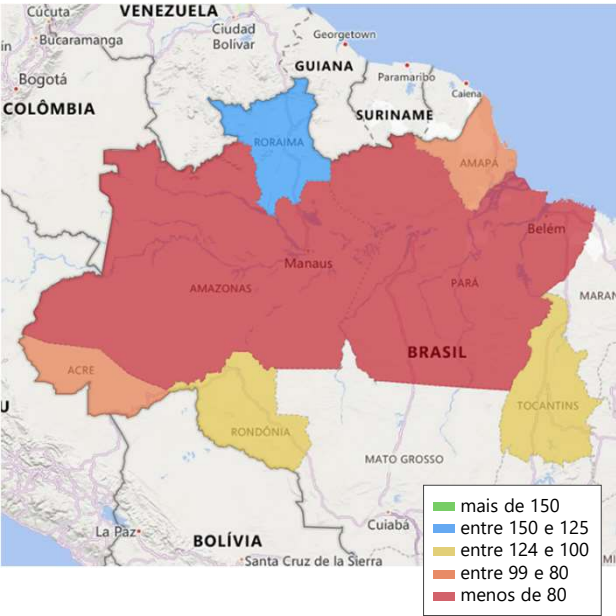 Cúcuta
VENEZUELA
Bucaramanga
Ciudad
Bolívar
Georgetown
GUIANA
Bogotá
Paramaribo
Caiena
COLÔMBIA
SURINAME
RORAIMA
AMAPÁ
Belém
Manaus
AMAZONAS
PARÁ
MARAN
BRASIL
ACRE
TOCANTINS
U
RONDÔNIA
MATO GROSSO
La Paz
BOLÍVIA
Cuiabá
Santa Cruz de la Sierra
MI
mais de 150
entre 150 e 125
entre 124 e 100
entre 99 e 80
menos de 80